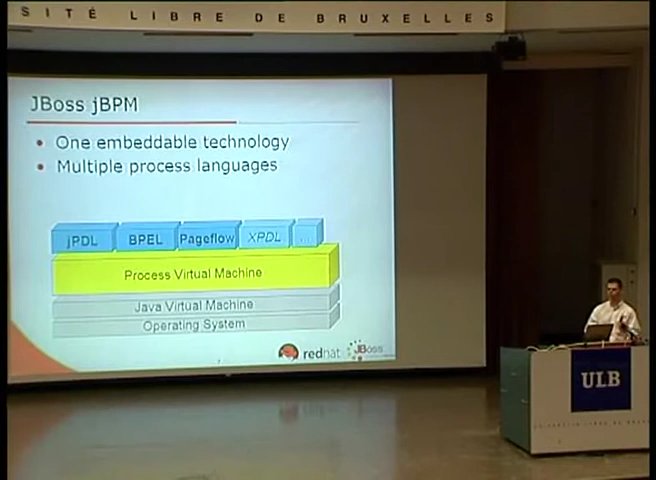 SITÉ LIBRE DE BRUXELLES
JBoss jBPM
• One embeddable technology
• Multiple process languages
jPDL BPEL Pageflow XPDL ...
Process Virtual Machine
Java Virtual Machine
Operating System
redhat JBoss
ULB